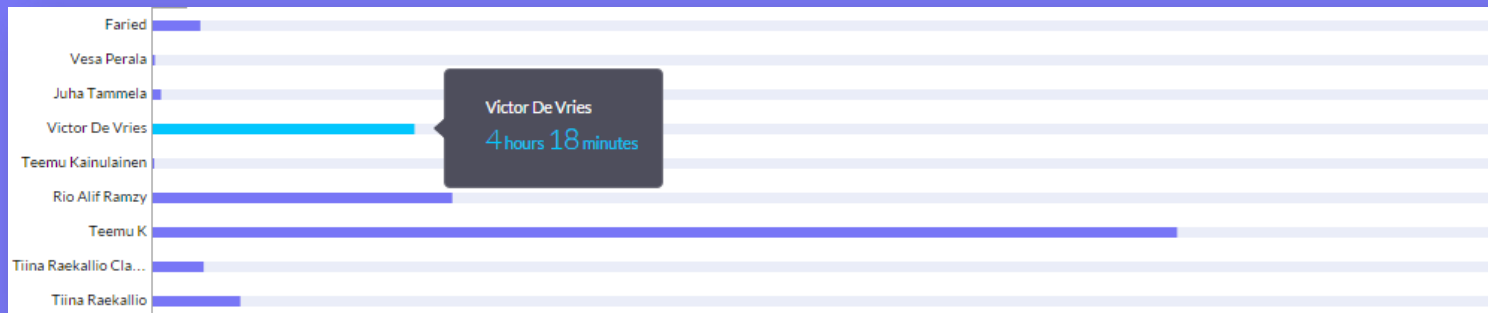 Faried
Vesa Perala
Juha Tammela
Victor De Vries
Victor De Vries
4 hours 18 minutes
Teemu Kainulainen
Rio Alif Ramzy
Teemu K
Tiina Raekallio Cla...
Tiina Raekallio